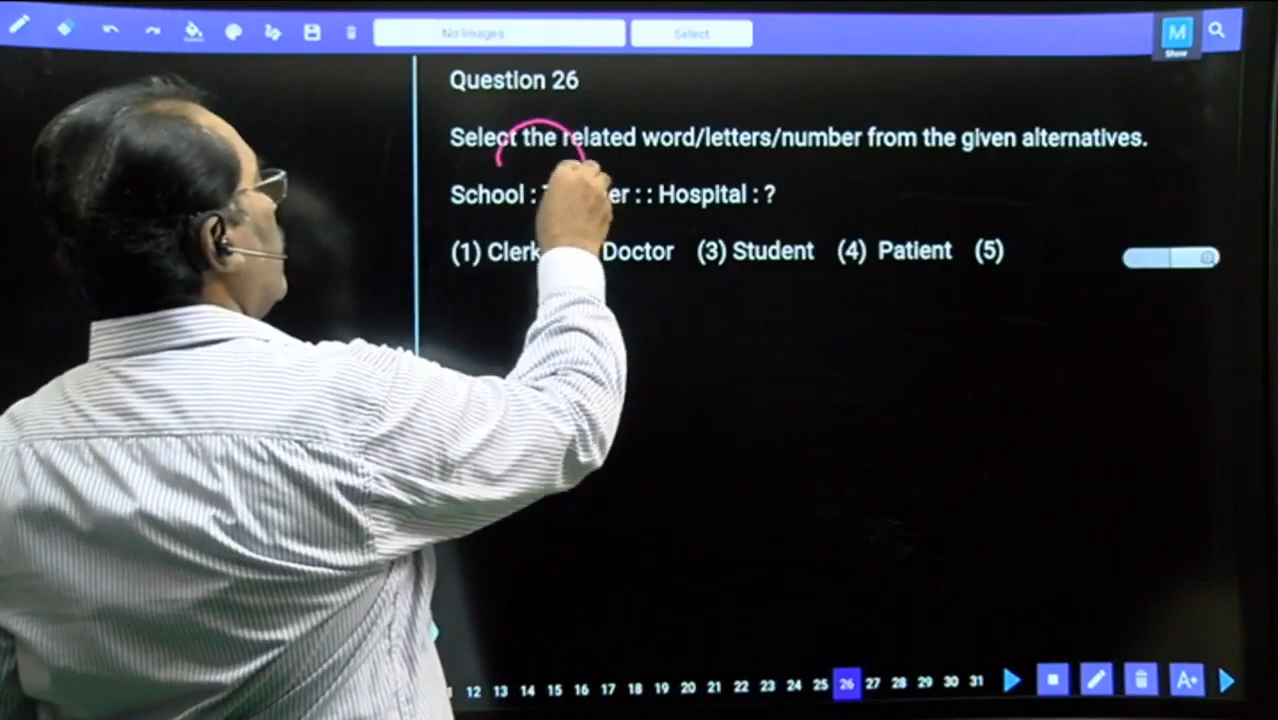 No Images Select M Show
Question 26
Select the related word/letters/number from the given alternatives.
School : er : : Hospital : ?
(1) Clerk Doctor (3) Student (4) Patient (5)
12 13 14 15 16 17 18 19 20 21 22 23 24 25 26 27 28 29 30 31 A+